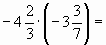 -4 2/3 · (-3 3/7) =